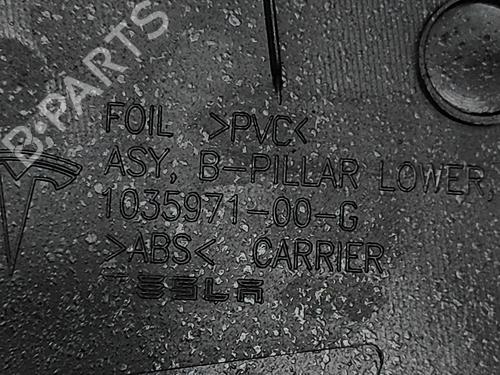 B-PARTS
FOIL >PVC<
ASY, B-PILLAR LOWER,
1035971-00-G
>ABS< CARRIER
TESLA